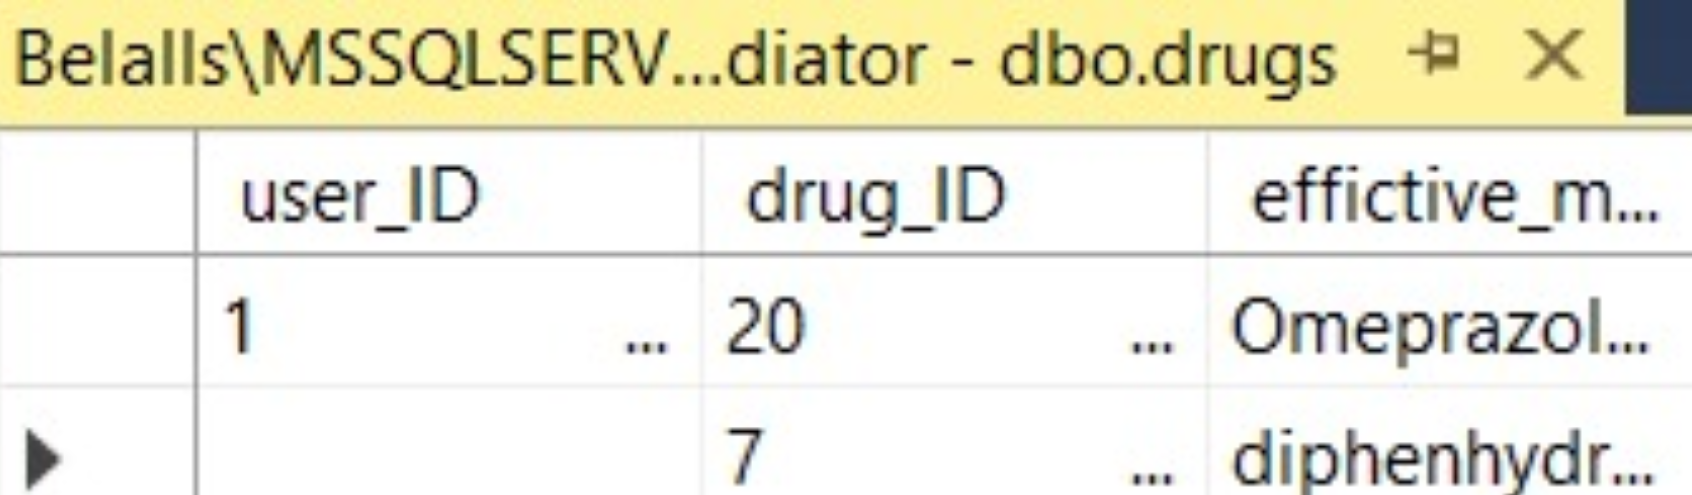 Belalls\MSSQLSERV...diator - dbo.drugs
user_ID drug_ID effictive_m...
1 ... 20 ... Omeprazol...
7 ... diphenhydr...